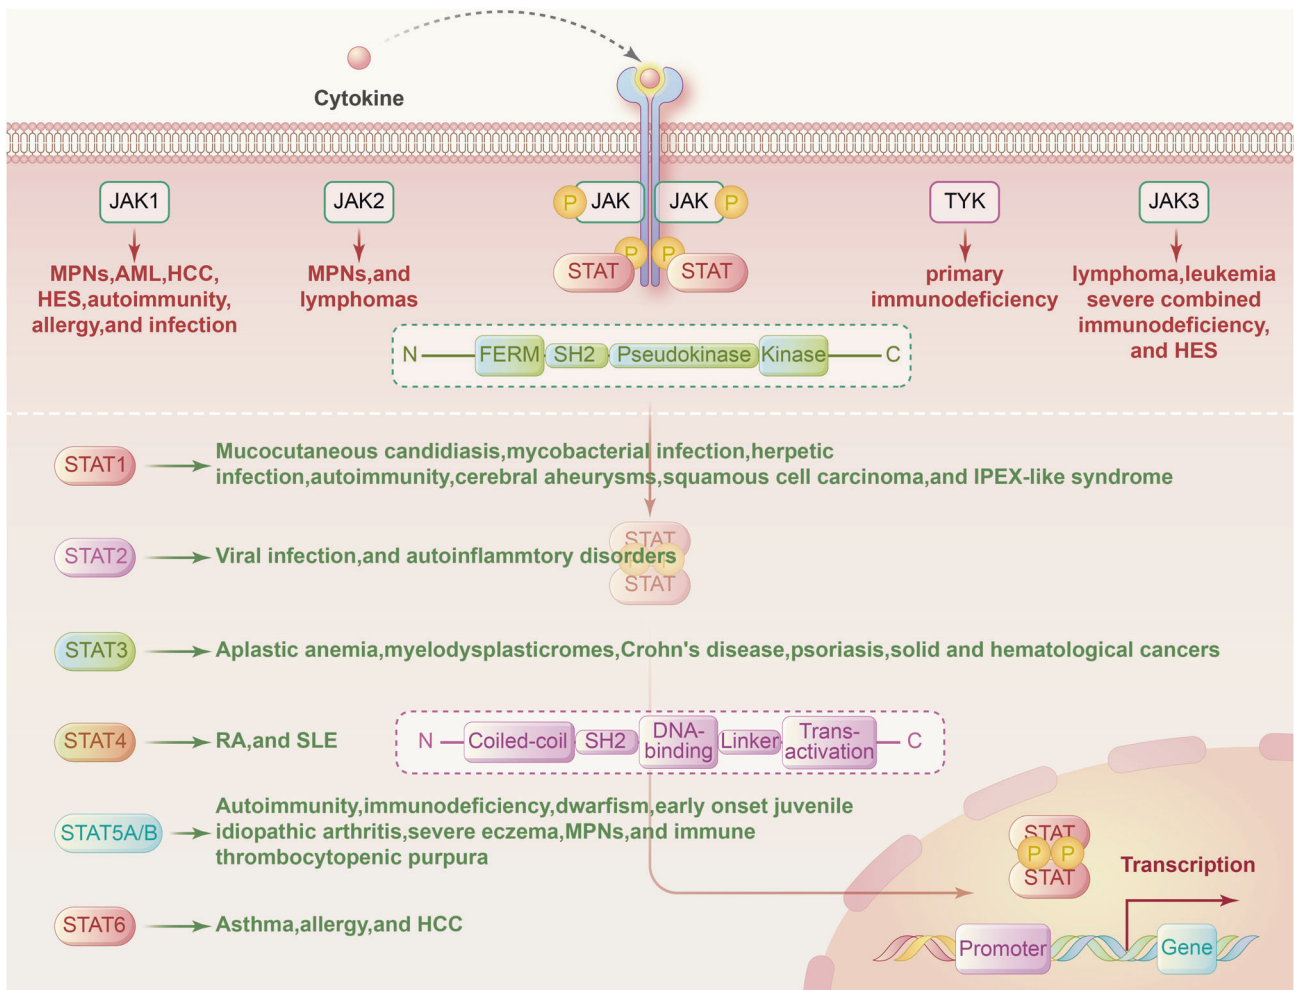 Cytokine
JAK1
JAK2
P
JAK
JAK
P
TYK
JAK3
P
P
STAT
STAT
MPNs,AML,HCC,
HES,autoimmunity,
allergy,and infection
MPNs,and
lymphomas
primary
immunodeficiency
lymphoma,leukemia
severe combined
immunodeficiency,
and HES
N
FERM
SH2
Pseudokinase
Kinase
C
STAT1
Mucocutaneous candidiasis,mycobacterial infection,herpetic
infection,autoimmunity,cerebral aheurysms,squamous cell carcinoma,and IPEX-like syndrome
STAT
P
P
STAT
STAT2
Viral infection,and autoinflammtory disorders
STAT3
Aplastic anemia,myelodysplasticromes,Crohn's disease,psoriasis,solid and hematological cancers
STAT4
RA,and SLE
N
Coiled-coil
SH2
DNA-
binding
Linker
Trans-
activation
C
STAT5A/B
Autoimmunity,immunodeficiency,dwarfism,early onset juvenile
idiopathic arthritis,severe eczema,MPNs,and immune
thrombocytopenic purpura
STAT6
Asthma,allergy,and HCC
STAT
P
P
STAT
Transcription
Promoter
Gene